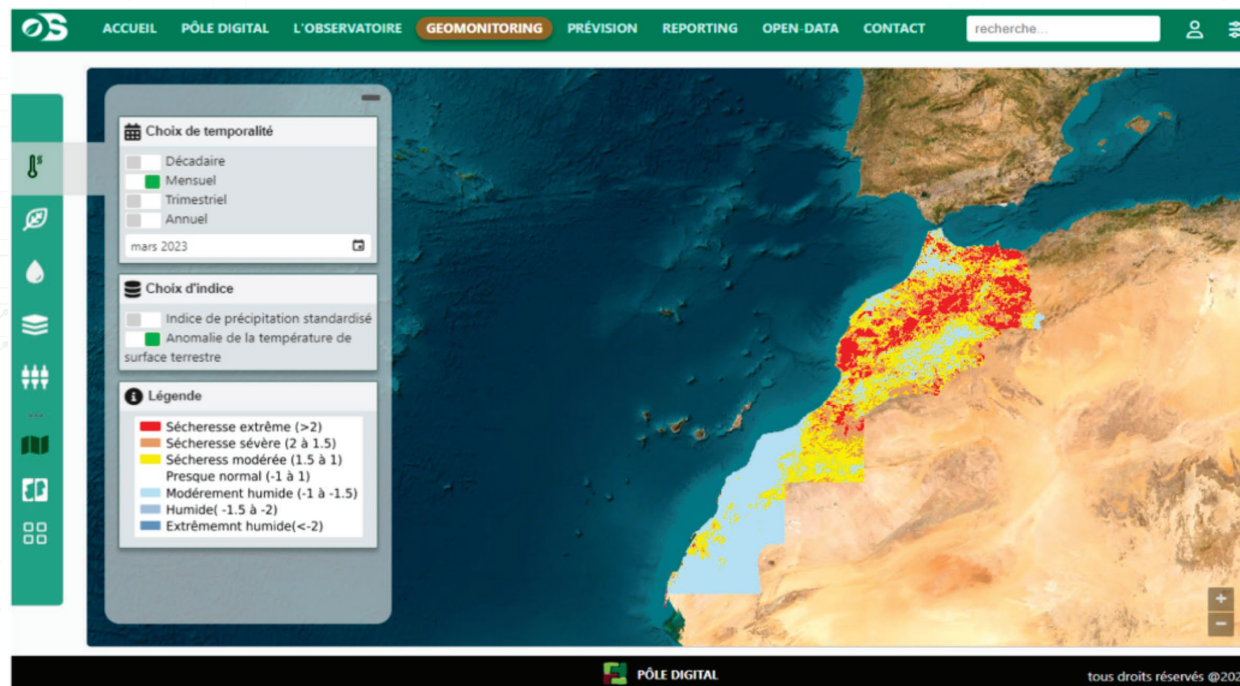 OS
ACCUEIL PÔLE DIGITAL L'OBSERVATOIRE GEOMONITORING PRÉVISION REPORTING OPEN-DATA CONTACT recherche...
Choix de temporalité
Décadaire
Mensuel
Trimestriel
Annuel
mars 2023
Choix d'indice
Indice de précipitation standardisé
Anomalie de la température de
surface terrestre
Légende
Sécheresse extrême (>2)
Sécheresse sévère (2 à 1.5)
Sécheress modérée (1.5 à 1)
Presque normal (-1 à 1)
Modérement humide (-1 à -1.5)
Humide( -1.5 à -2)
Extrêmemnt humide(<-2)
+
−
PÔLE DIGITAL
tous droits réservés @202